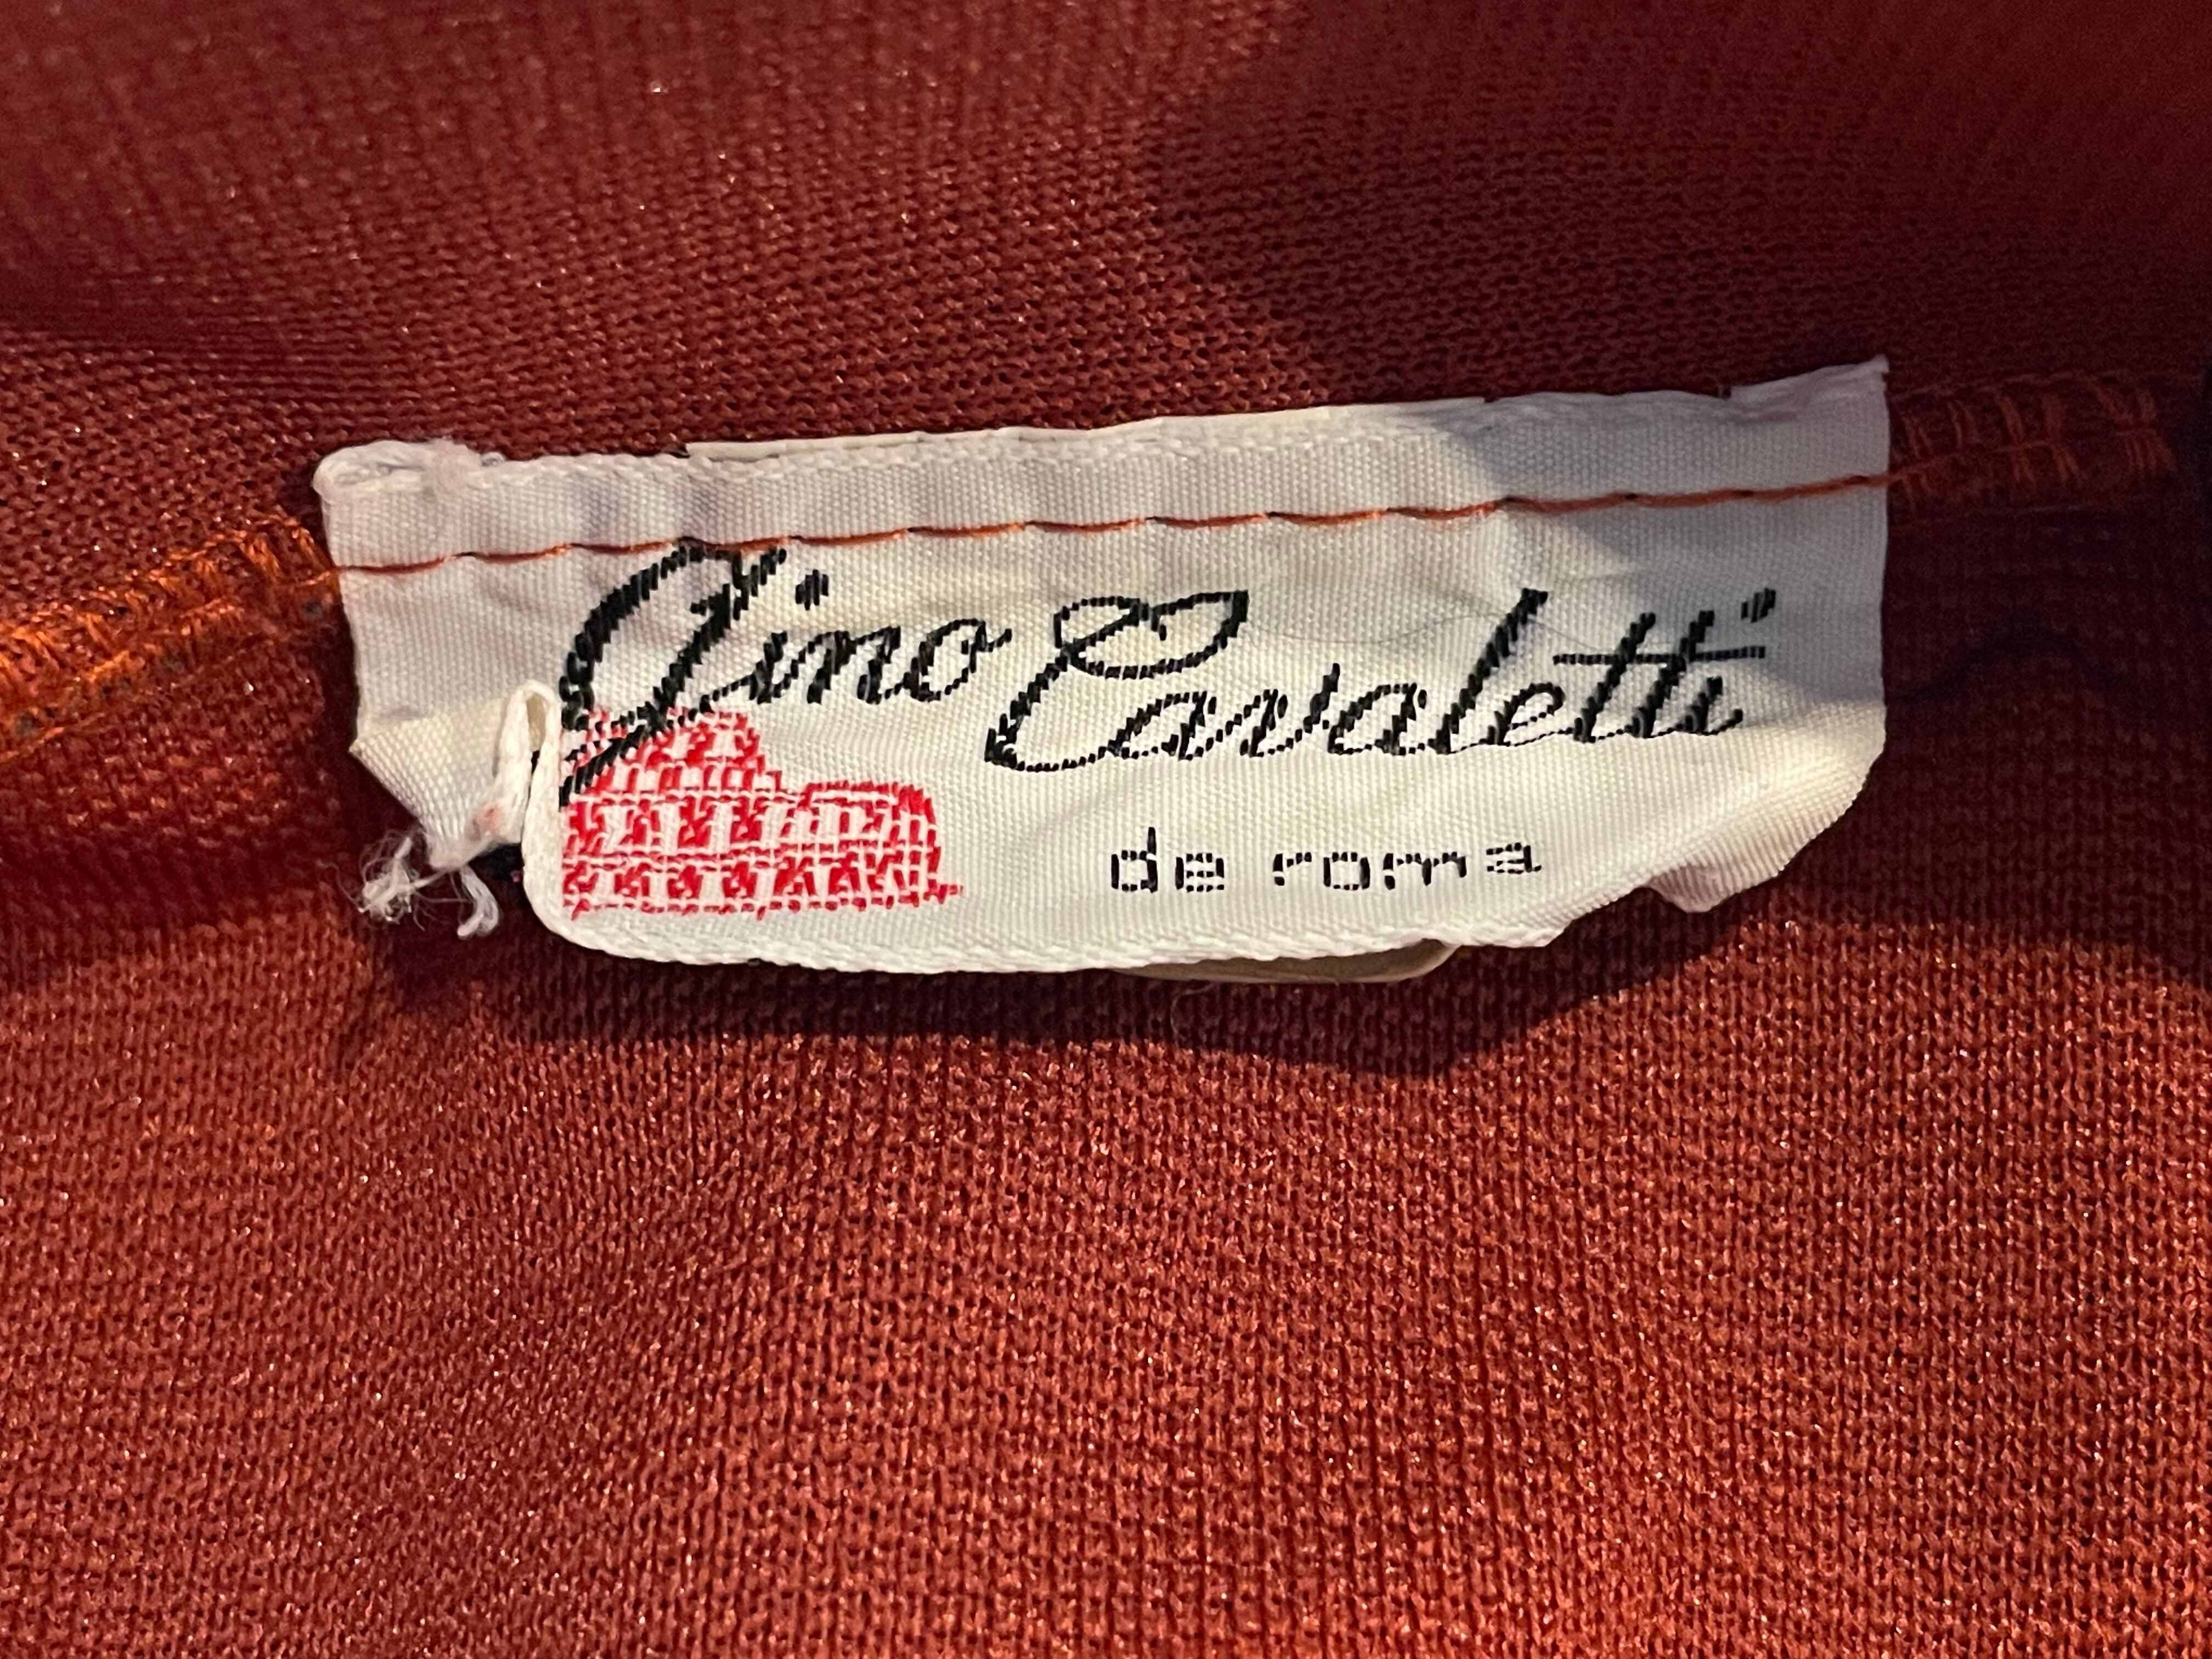 Gino Cavaletti
de roma